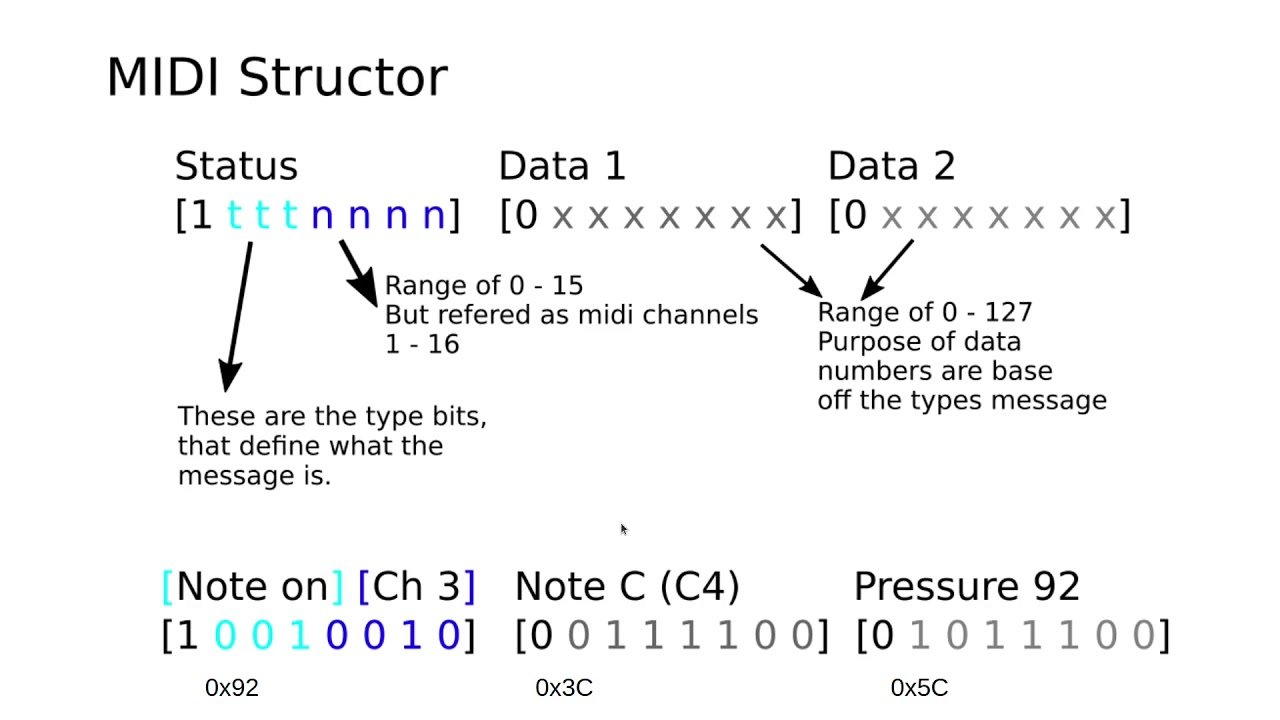 MIDI Structor
Status
[1 t t t n n n n]
Data 1
[0 x x x x x x x]
Data 2
[0 x x x x x x x]
Range of 0 - 15
But refered as midi channels
1 - 16
Range of 0 - 127
Purpose of data
numbers are base
off the types message
These are the type bits,
that define what the
message is.
[Note on] [Ch 3]
[1 0 0 1 0 0 1 0]
0x92
Note C (C4)
[0 0 1 1 1 1 0 0]
0x3C
Pressure 92
[0 1 0 1 1 1 0 0]
0x5C